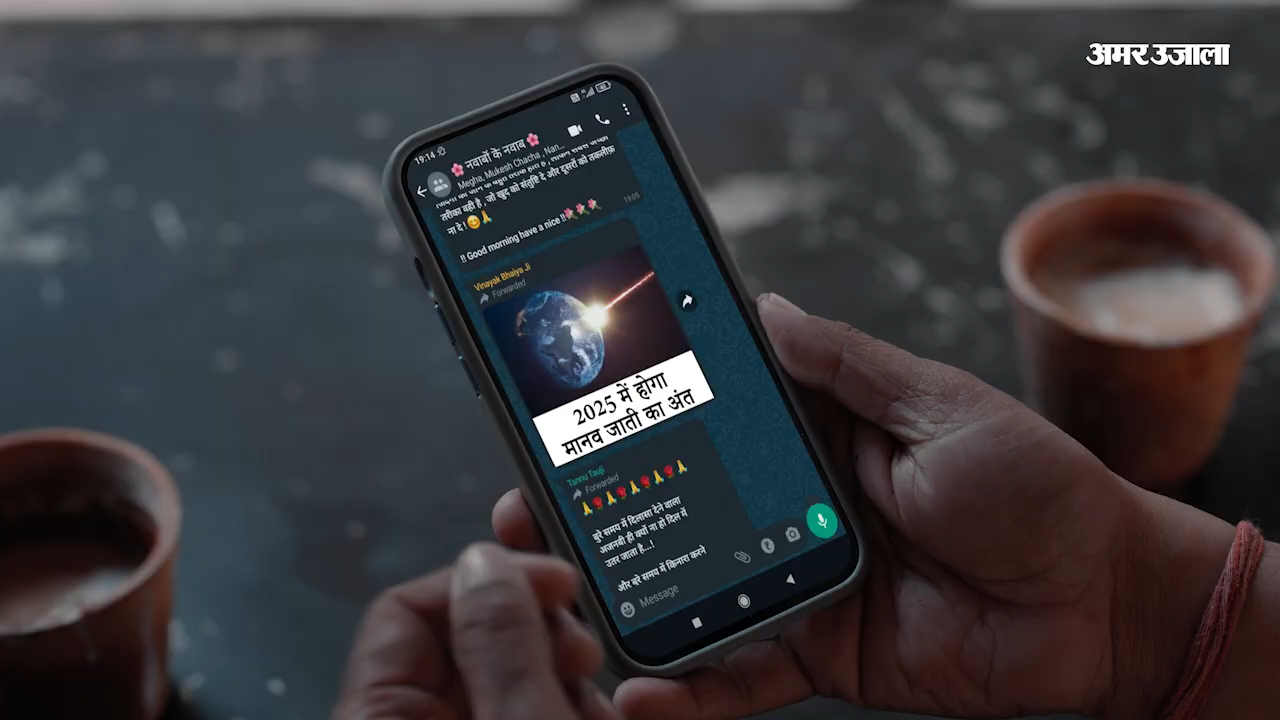 अमर उजाला
19:14
🌸 नवाबों के नवाब 🌸
Megha, Mukesh Chacha, Nan...
तरीका वही है, जो खुद को संतुष्टि दे और दूसरों को तकलीफ़
ना दे ! 😊🙏
!! Good morning have a nice !!💐💐💐
19:05
Vinayak Bhaiya Ji
Forwarded
2025 में होगा
मानव जाती का अंत
Tannu Tauji
Forwarded
🙏🌹🙏🌹🙏🌹🙏🌹🙏
बुरे समय में दिलासा देने वाला
अजनबी ही क्यों ना हो दिल में
उतर जाता है...!
और बुरे समय में किनारा करने
Message